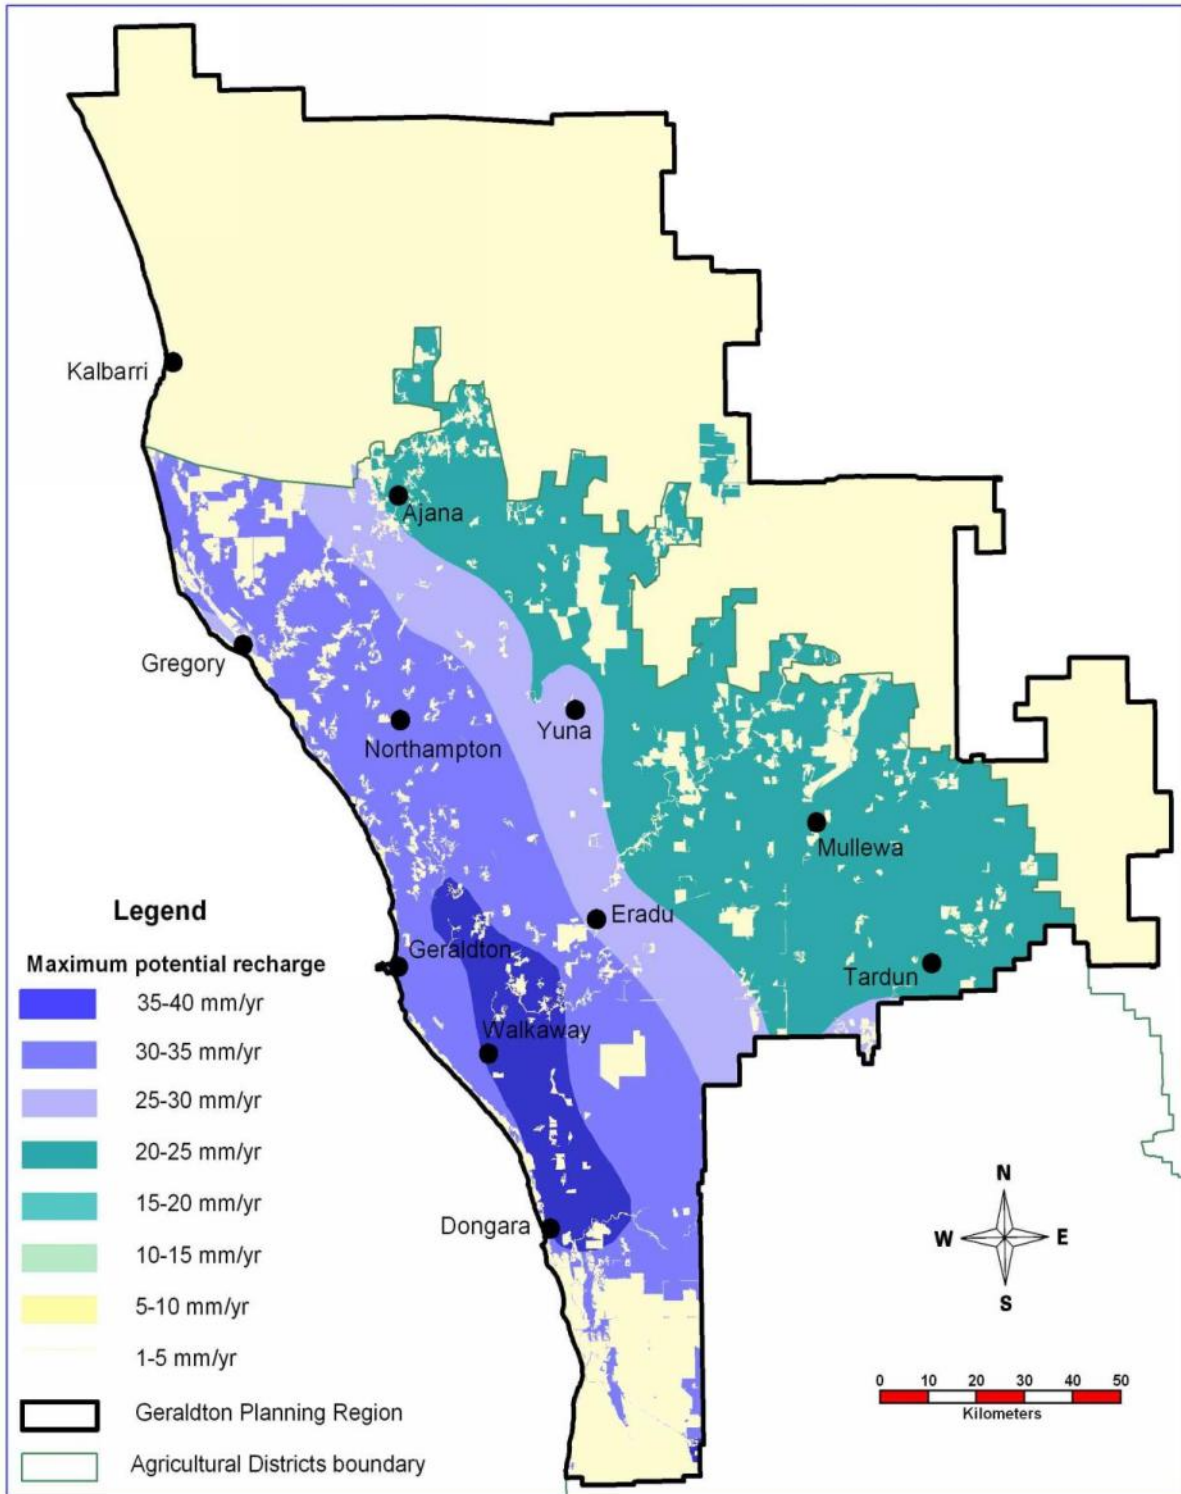 Kalbarri
Ajana
Gregory
Northampton
Yuna
Mullewa
Eradu
Geraldton
Tardun
Walkaway
Dongara
Legend
Maximum potential recharge
35-40 mm/yr
30-35 mm/yr
25-30 mm/yr
20-25 mm/yr
15-20 mm/yr
10-15 mm/yr
5-10 mm/yr
1-5 mm/yr
Geraldton Planning Region
Agricultural Districts boundary
N
W E
S
0 10 20 30 40 50
Kilometers